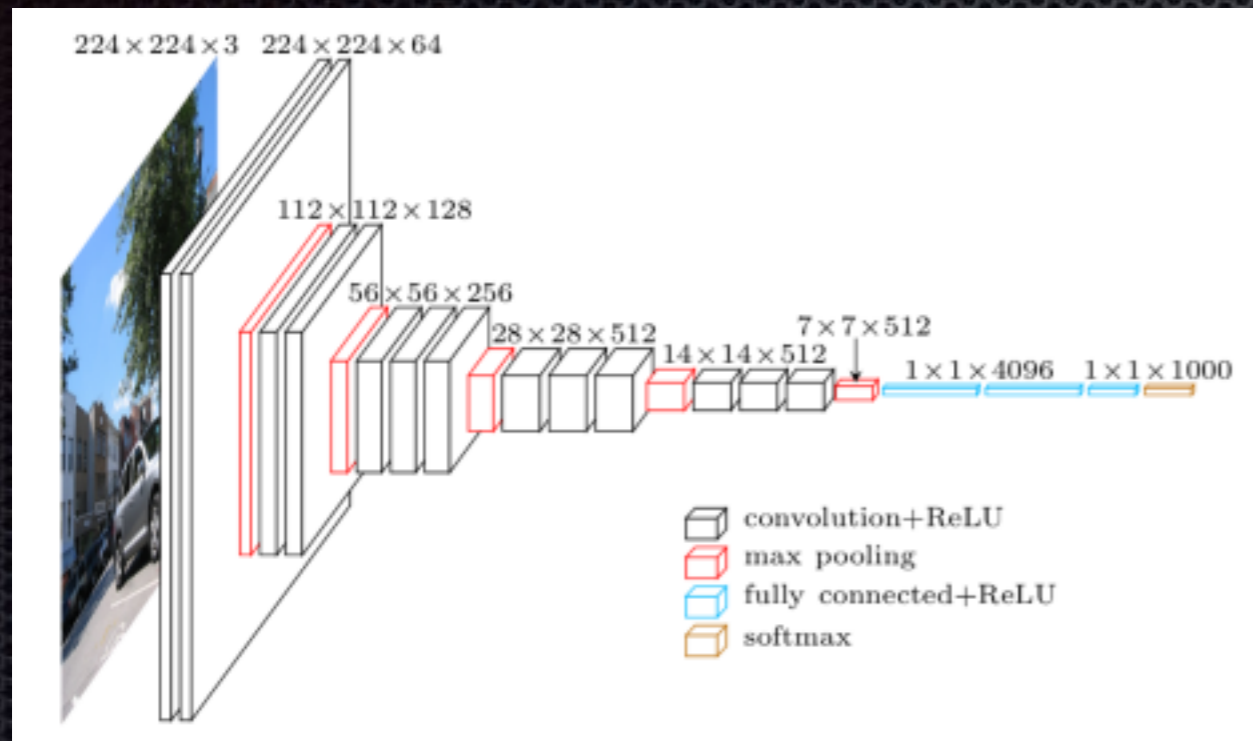 224×224×3
224×224×64
112×112×128
56×56×256
28×28×512
14×14×512
7×7×512
1×1×4096
1×1×1000
convolution+ReLU
max pooling
fully connected+ReLU
softmax